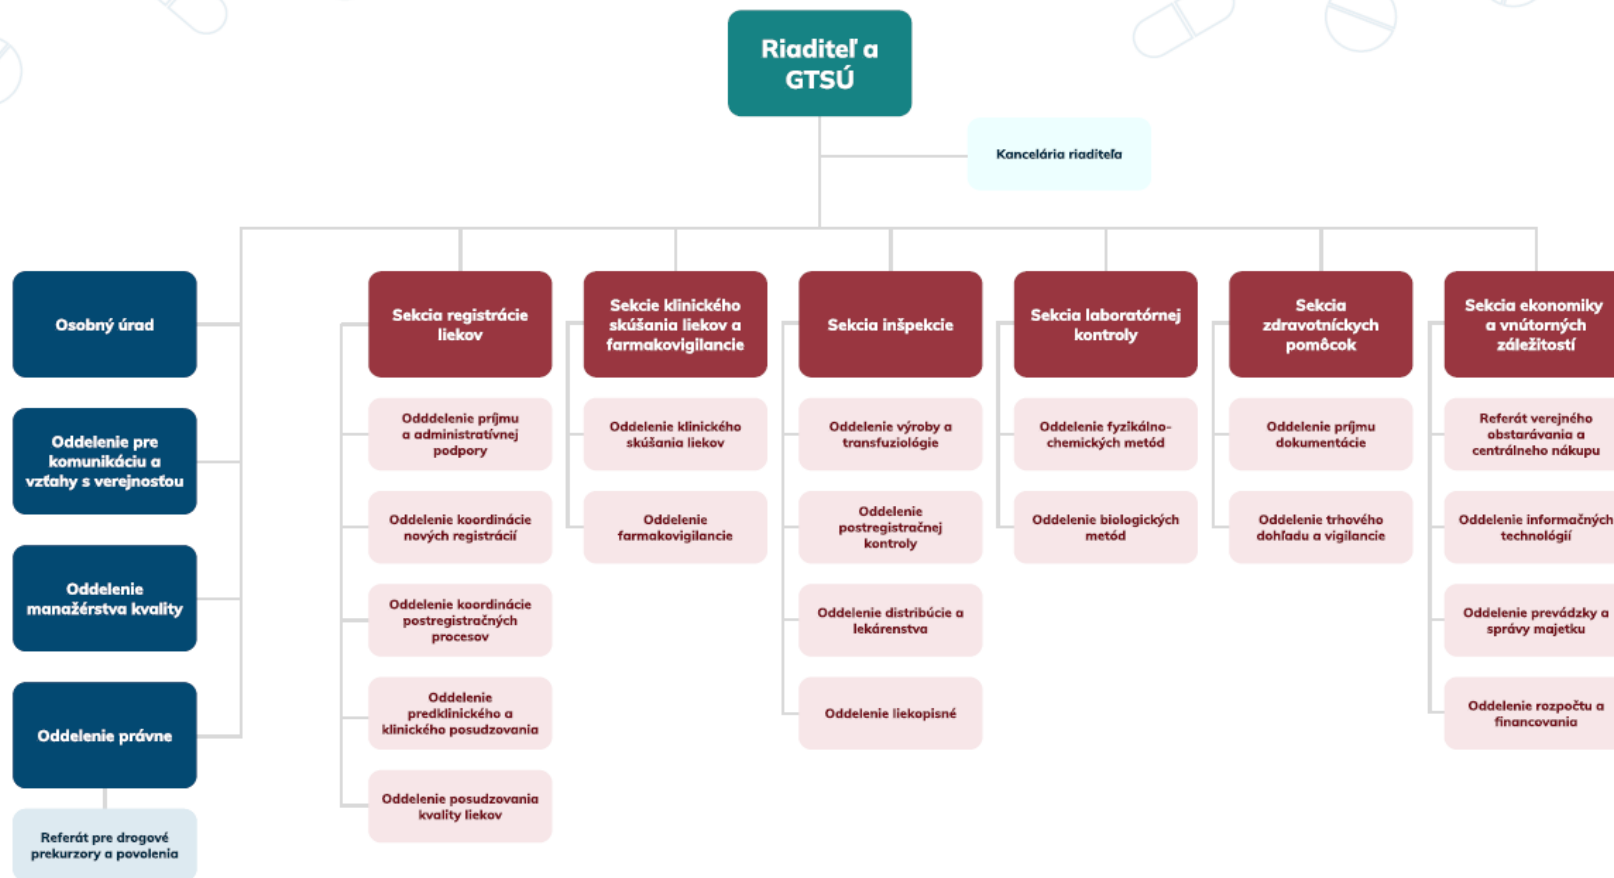 Riaditeľ a
GTSÚ
Kancelária riaditeľa
Osobný úrad
Oddelenie pre
komunikáciu a
vzťahy s verejnosťou
Oddelenie
manažérstva kvality
Oddelenie právne
Referát pre drogové
prekurzory a povolenia
Sekcia registrácie
liekov
Odddelenie príjmu
a administratívnej
podpory
Oddelenie koordinácie
nových registrácií
Oddelenie koordinácie
postregistračných
procesov
Oddelenie
predklinického a
klinického posudzovania
Oddelenie posudzovania
kvality liekov
Sekcie klinického
skúšania liekov a
farmakovigilancie
Oddelenie klinického
skúšania liekov
Oddelenie
farmakovigilancie
Sekcia inšpekcie
Oddelenie výroby a
transfuziológie
Oddelenie
postregistračnej
kontroly
Oddelenie distribúcie a
lekárenstva
Oddelenie liekopisné
Sekcia laboratórnej
kontroly
Oddelenie fyzikálno-
chemických metód
Oddelenie biologických
metód
Sekcia
zdravotníckych
pomôcok
Oddelenie príjmu
dokumentácie
Oddelenie trhového
dohľadu a vigilancie
Sekcia ekonomiky
a vnútorných
záležitostí
Referát verejného
obstarávania a
centrálneho nákupu
Oddelenie informačných
technológií
Oddelenie prevádzky a
správy majetku
Oddelenie rozpočtu a
financovania